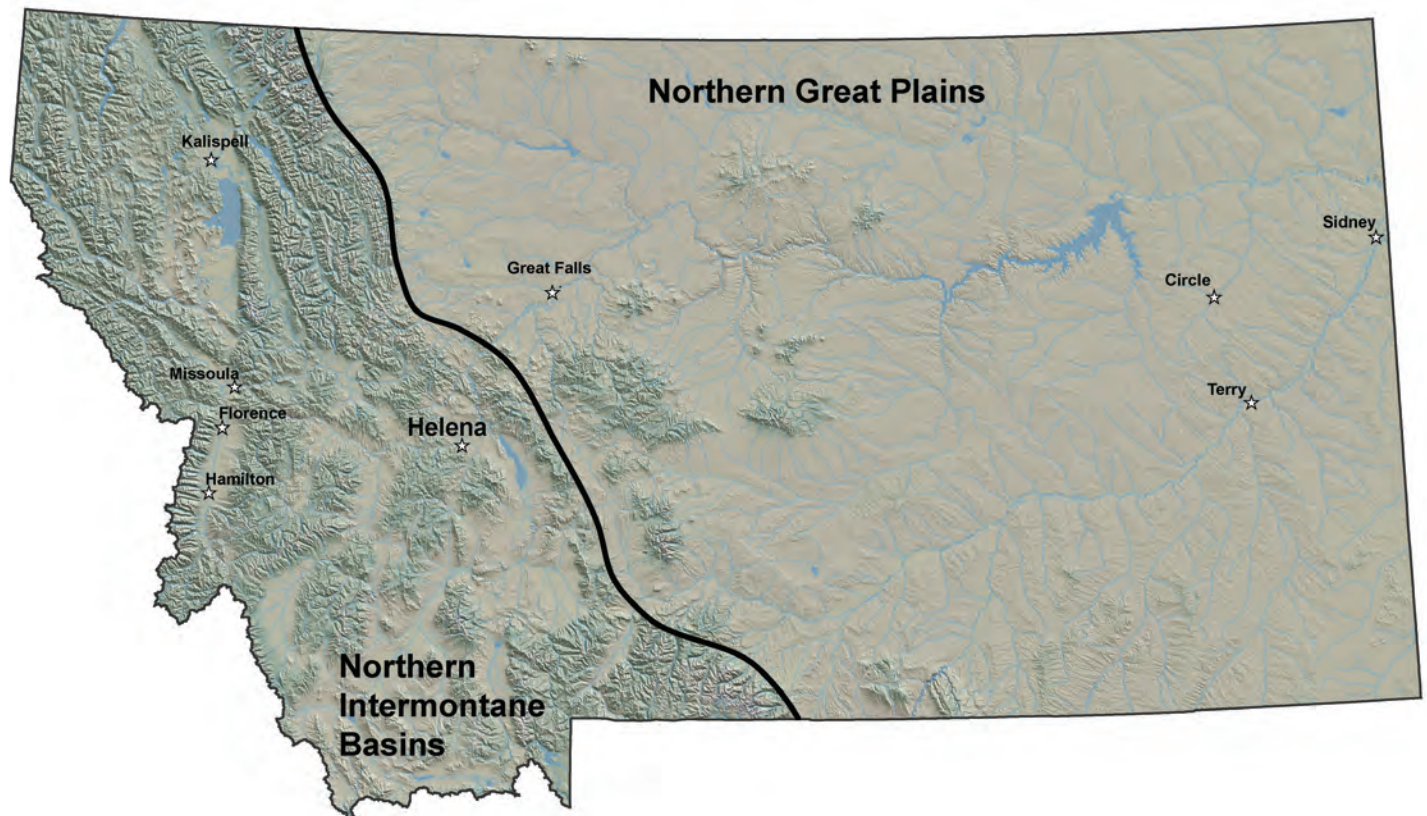 Northern Great Plains
Kalispell
Sidney
Great Falls
Circle
Missoula
Terry
Florence
Helena
Hamilton
Northern
Intermontane
Basins